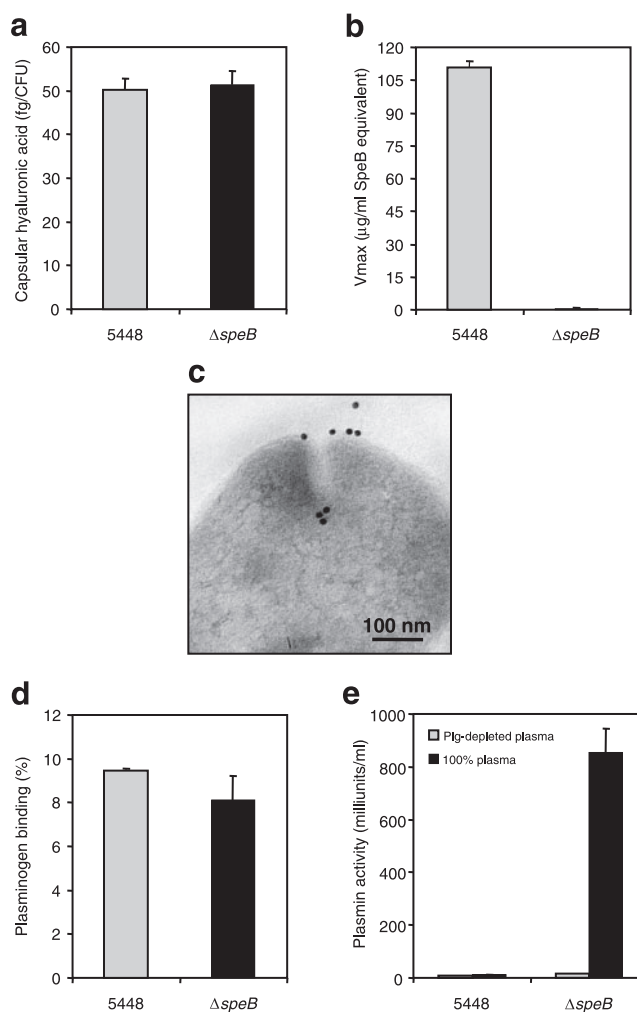 a
Capsular hyaluronic acid (fg/CFU)
60
50
40
30
20
10
0
5448
ΔspeB
b
Vmax (µg/ml SpeB equivalent)
120
105
90
75
60
45
30
15
0
5448
ΔspeB
c
100 nm
d
Plasminogen binding (%)
12
10
8
6
4
2
0
5448
ΔspeB
e
Plasmin activity (milliunits/ml)
1000
800
600
400
200
0
Plg-depleted plasma
100% plasma
5448
ΔspeB